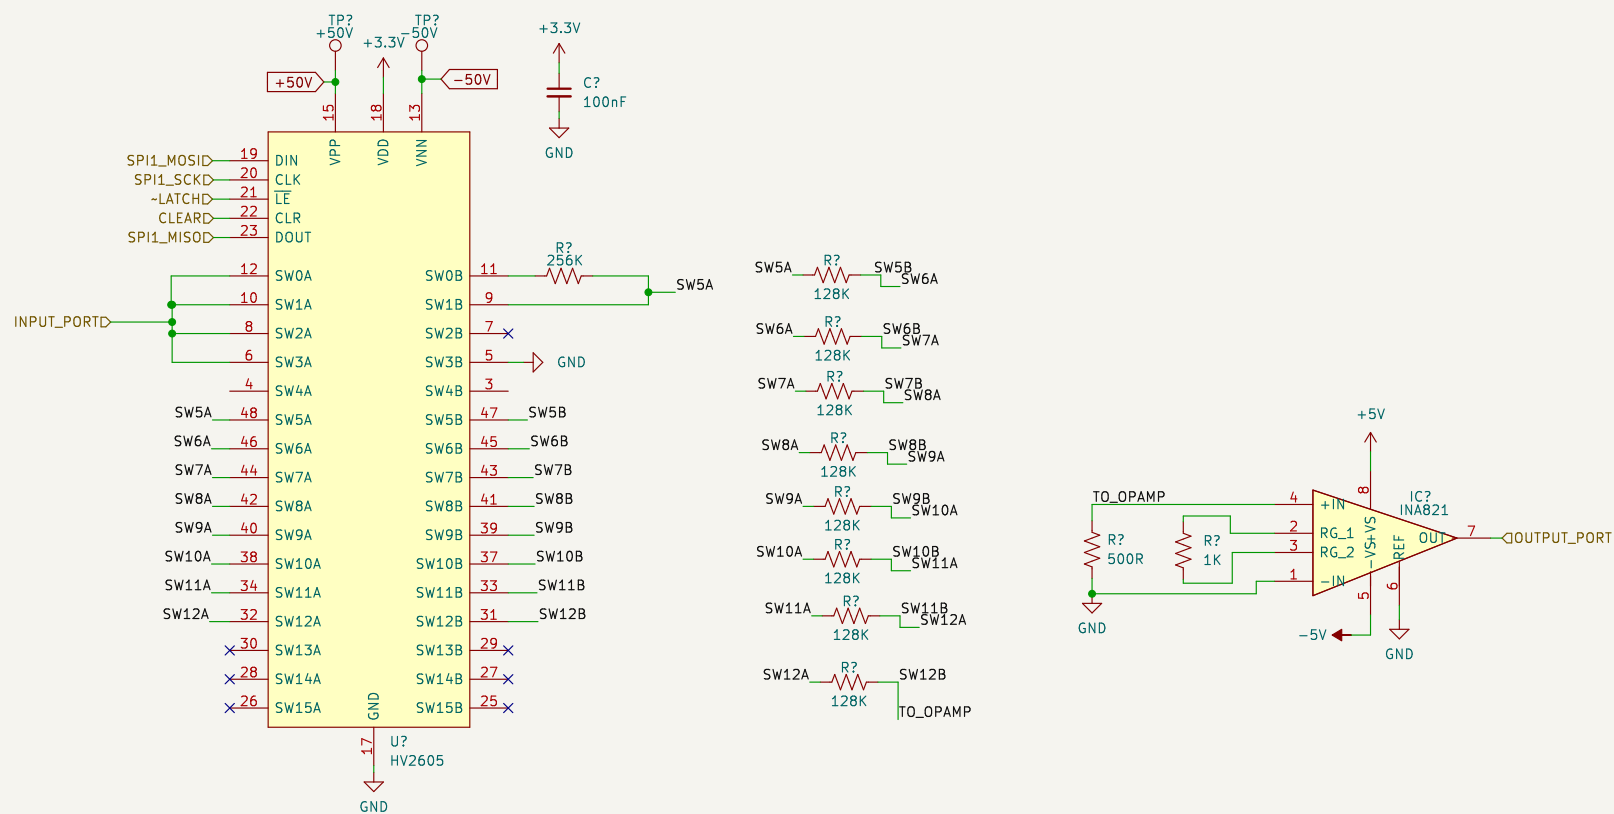 TP?
+50V
TP?
-50V
+3.3V
+3.3V
+50V
-50V
C?
100nF
GND
15
18
13
VPP
VDD
VNN
SPI1_MOSI
19
DIN
SPI1_SCK
20
CLK
~LATCH
21
LE
CLEAR
22
CLR
SPI1_MISO
23
DOUT
INPUT_PORT
12
SW0A
SW0B
11
R?
256K
SW5A
10
SW1A
SW1B
9
8
SW2A
SW2B
7
6
SW3A
SW3B
5
GND
4
SW4A
SW4B
3
SW5A
48
SW5A
SW5B
47
SW5B
SW6A
46
SW6A
SW6B
45
SW6B
SW7A
44
SW7A
SW7B
43
SW7B
SW8A
42
SW8A
SW8B
41
SW8B
SW9A
40
SW9A
SW9B
39
SW9B
SW10A
38
SW10A
SW10B
37
SW10B
SW11A
34
SW11A
SW11B
33
SW11B
SW12A
32
SW12A
SW12B
31
SW12B
30
SW13A
SW13B
29
28
SW14A
SW14B
27
26
SW15A
SW15B
25
GND
17
U?
HV2605
GND
SW5A
R?
128K
SW5B
SW6A
SW6A
R?
128K
SW6B
SW7A
SW7A
R?
128K
SW7B
SW8A
SW8A
R?
128K
SW8B
SW9A
SW9A
R?
128K
SW9B
SW10A
SW10A
R?
128K
SW10B
SW11A
SW11A
R?
128K
SW11B
SW12A
SW12A
R?
128K
SW12B
TO_OPAMP
+5V
TO_OPAMP
R?
500R
GND
R?
1K
IC?
INA821
4
+IN
2
RG_1
3
RG_2
1
-IN
8
+VS
5
-VS
6
REF
OUT
7
OUTPUT_PORT
-5V
GND